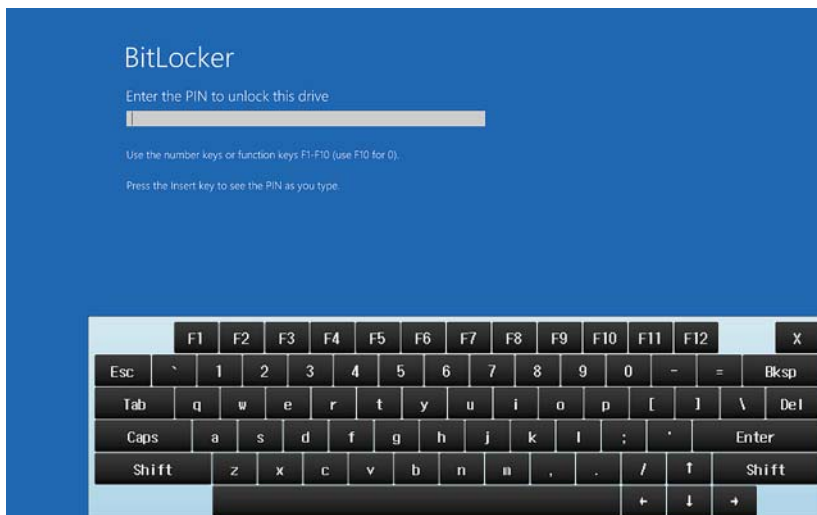 BitLocker
Enter the PIN to unlock this drive
Use the number keys or function keys F1-F10 (use F10 for 0).
Press the Insert key to see the PIN as you type.
F1 F2 F3 F4 F5 F6 F7 F8 F9 F10 F11 F12 X
Esc ` 1 2 3 4 5 6 7 8 9 0 - = Bksp
Tab q w e r t y u i o p [ ] \ Del
Caps a s d f g h j k l ; ' Enter
Shift z x c v b n m , . / ↑ Shift
← ↓ →